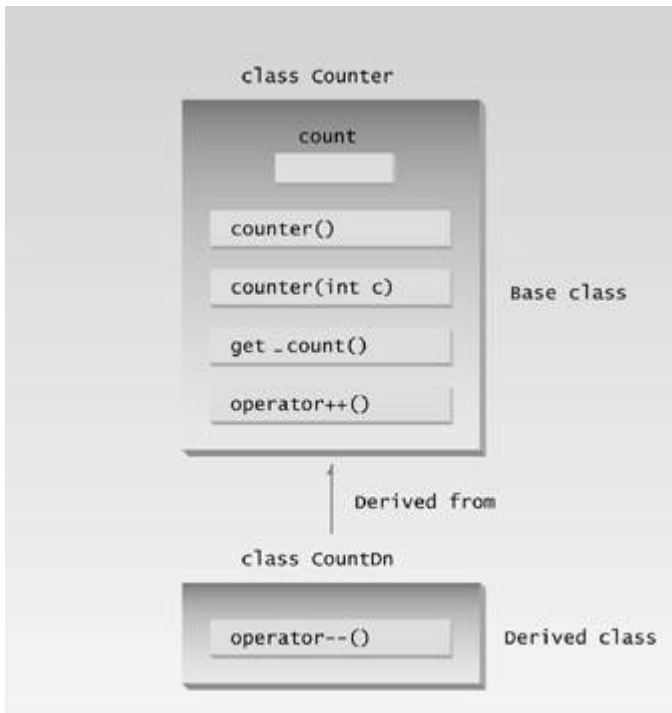 class Counter
count
counter()
counter(int c)
get_count()
operator++()
Base class
Derived from
class CountDn
operator--()
Derived class